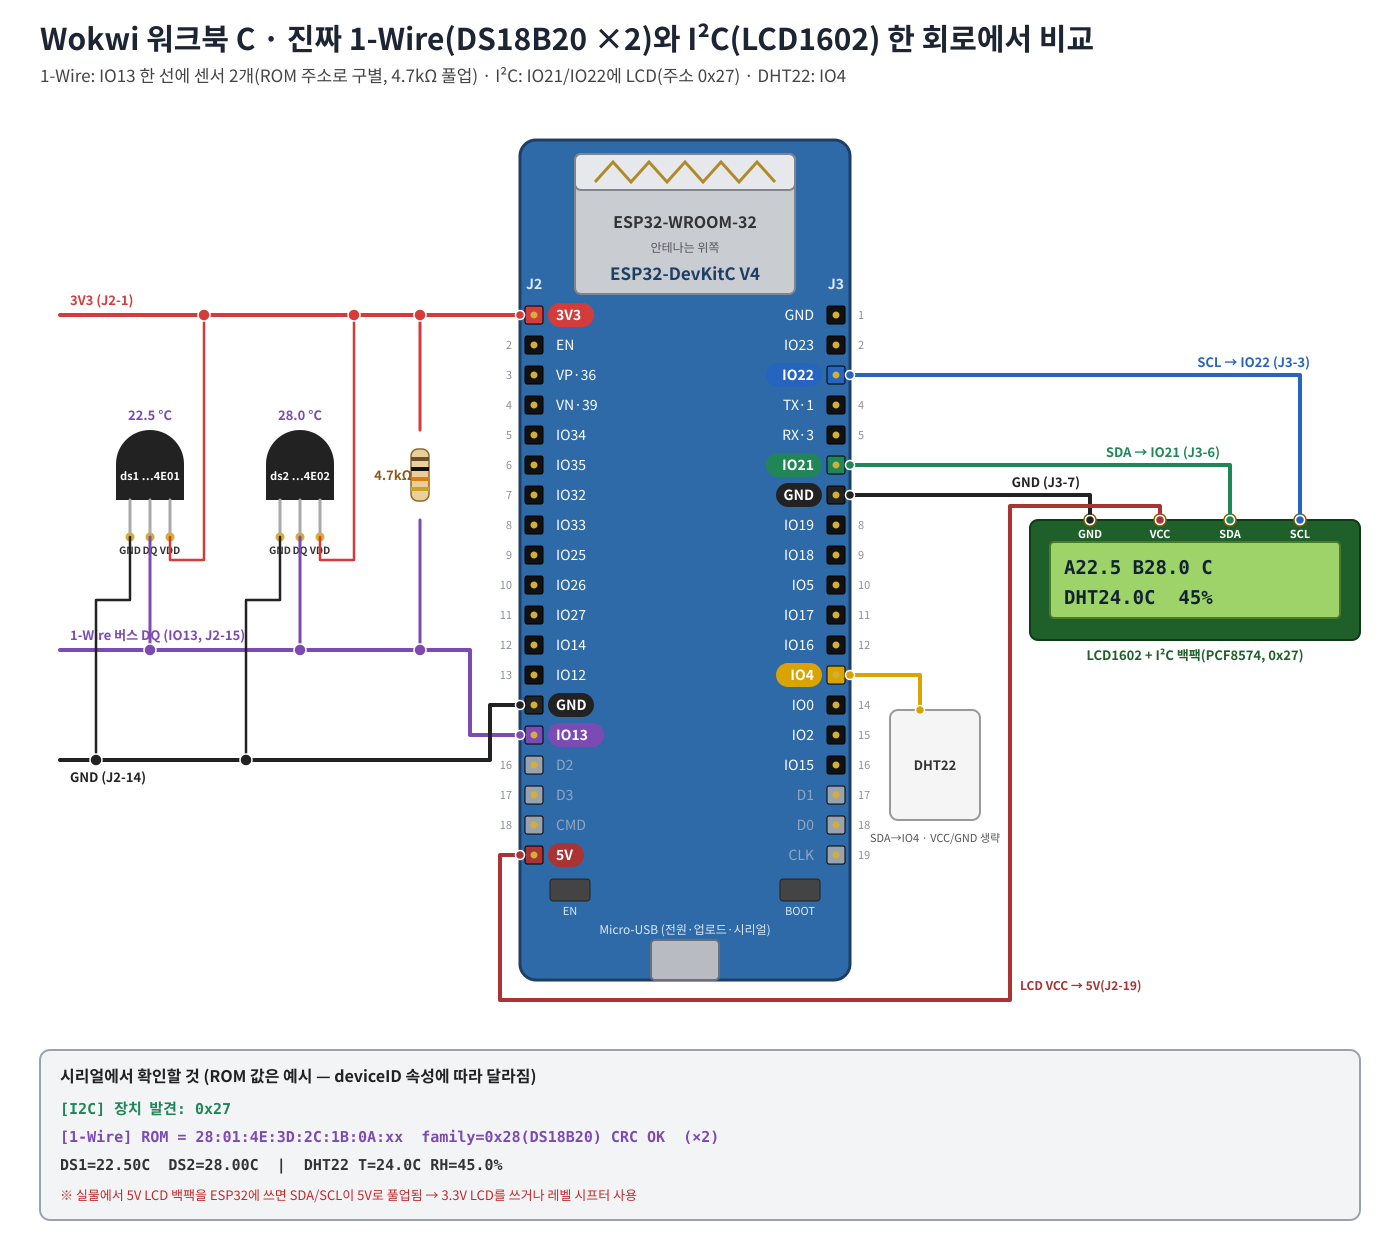 Wokwi 워크북 C · 진짜 1-Wire(DS18B20 ×2)와 I²C(LCD1602) 한 회로에서 비교
1-Wire: IO13 한 선에 센서 2개(ROM 주소로 구별, 4.7kΩ 풀업) · I²C: IO21/IO22에 LCD(주소 0x27) · DHT22: IO4
ESP32-WROOM-32
안테나는 위쪽
ESP32-DevKitC V4
J2
J3
3V3 (J2-1)
3V3
GND
1
2
EN
IO23
2
3
VP·36
IO22
SCL → IO22 (J3-3)
4
VN·39
TX·1
4
5
IO34
RX·3
5
6
IO35
IO21
SDA → IO21 (J3-6)
7
IO32
GND
GND (J3-7)
8
IO33
IO19
8
9
IO25
IO18
9
10
IO26
IO5
10
11
IO27
IO17
11
12
IO14
IO16
12
13
IO12
IO4
GND
IO0
14
IO13
IO2
15
16
D2
IO15
16
17
D3
D1
17
18
CMD
D0
18
5V
CLK
19
22.5 °C
28.0 °C
ds1 …4E01
ds2 …4E02
4.7kΩ
GND DQ VDD
GND DQ VDD
1-Wire 버스 DQ (IO13, J2-15)
GND (J2-14)
GND
VCC
SDA
SCL
A22.5 B28.0 C
DHT24.0C  45%
LCD1602 + I²C 백팩(PCF8574, 0x27)
DHT22
SDA→IO4 · VCC/GND 생략
EN
BOOT
Micro-USB (전원·업로드·시리얼)
LCD VCC → 5V(J2-19)
시리얼에서 확인할 것 (ROM 값은 예시 — deviceID 속성에 따라 달라짐)
[I2C] 장치 발견: 0x27
[1-Wire] ROM = 28:01:4E:3D:2C:1B:0A:xx  family=0x28(DS18B20) CRC OK  (×2)
DS1=22.50C  DS2=28.00C  |  DHT22 T=24.0C RH=45.0%
※ 실물에서 5V LCD 백팩을 ESP32에 쓰면 SDA/SCL이 5V로 풀업됨 → 3.3V LCD를 쓰거나 레벨 시프터 사용